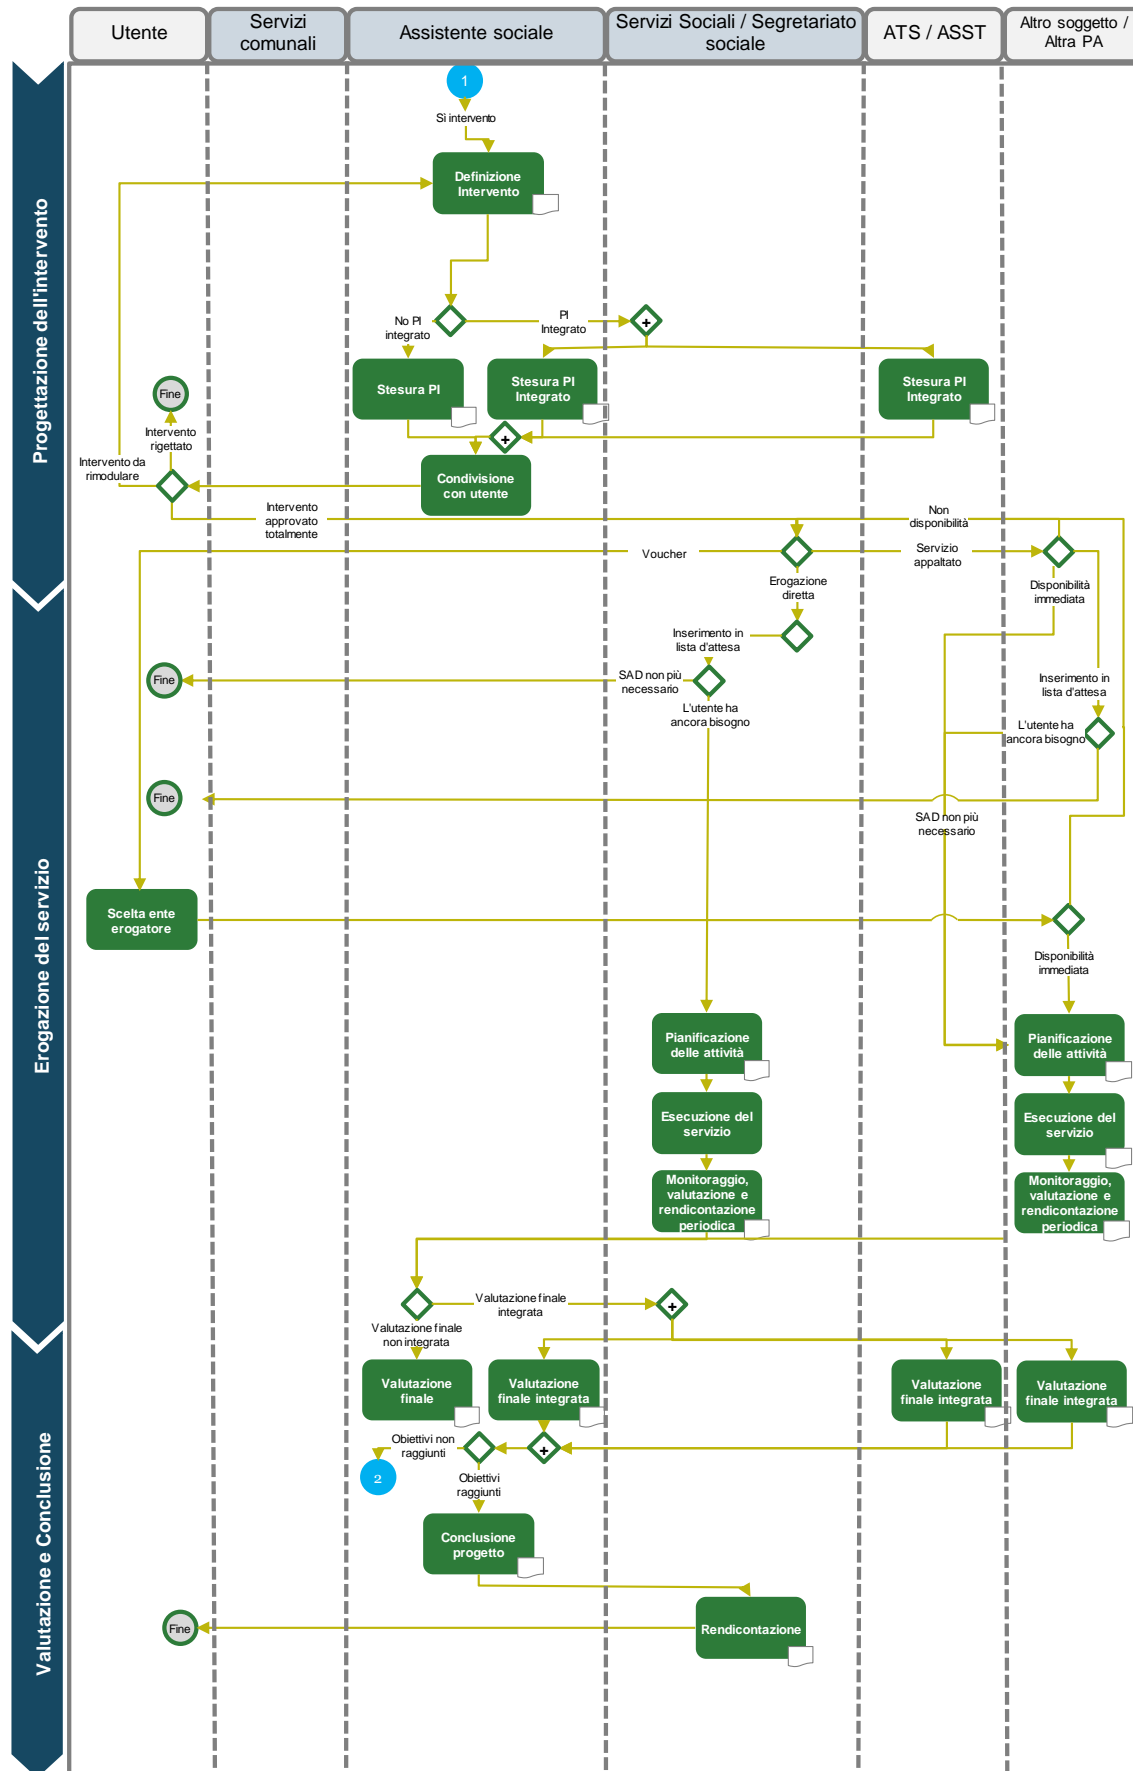 Utente
Servizi
comunali
Assistente sociale
Servizi Sociali / Segretariato
sociale
ATS / ASST
Altro soggetto /
Altra PA
Progettazione dell'intervento
1
Sì intervento
Definizione
Intervento
No PI
integrato
PI
Integrato
+
Stesura PI
Stesura PI
Integrato
Stesura PI
Integrato
Fine
Intervento
rigettato
+
Intervento da
rimodulare
Condivisione
con utente
Intervento
approvato
totalmente
Non
disponibilità
Voucher
Servizio
appaltato
Erogazione
diretta
Disponibilità
immediata
Erogazione del servizio
Inserimento in
lista d'attesa
Fine
SAD non più
necessario
Inserimento in
lista d'attesa
L'utente ha
ancora bisogno
L'utente ha
ancora bisogno
Fine
SAD non più
necessario
Scelta ente
erogatore
Disponibilità
immediata
Pianificazione
delle attività
Pianificazione
delle attività
Esecuzione del
servizio
Esecuzione del
servizio
Monitoraggio,
valutazione e
rendicontazione
periodica
Monitoraggio,
valutazione e
rendicontazione
periodica
Valutazione finale
integrata
+
Valutazione e Conclusione
Valutazione finale
non integrata
Valutazione
finale
Valutazione
finale integrata
Valutazione
finale integrata
Valutazione
finale integrata
Obiettivi non
raggiunti
+
2
Obiettivi
raggiunti
Conclusione
progetto
Fine
Rendicontazione